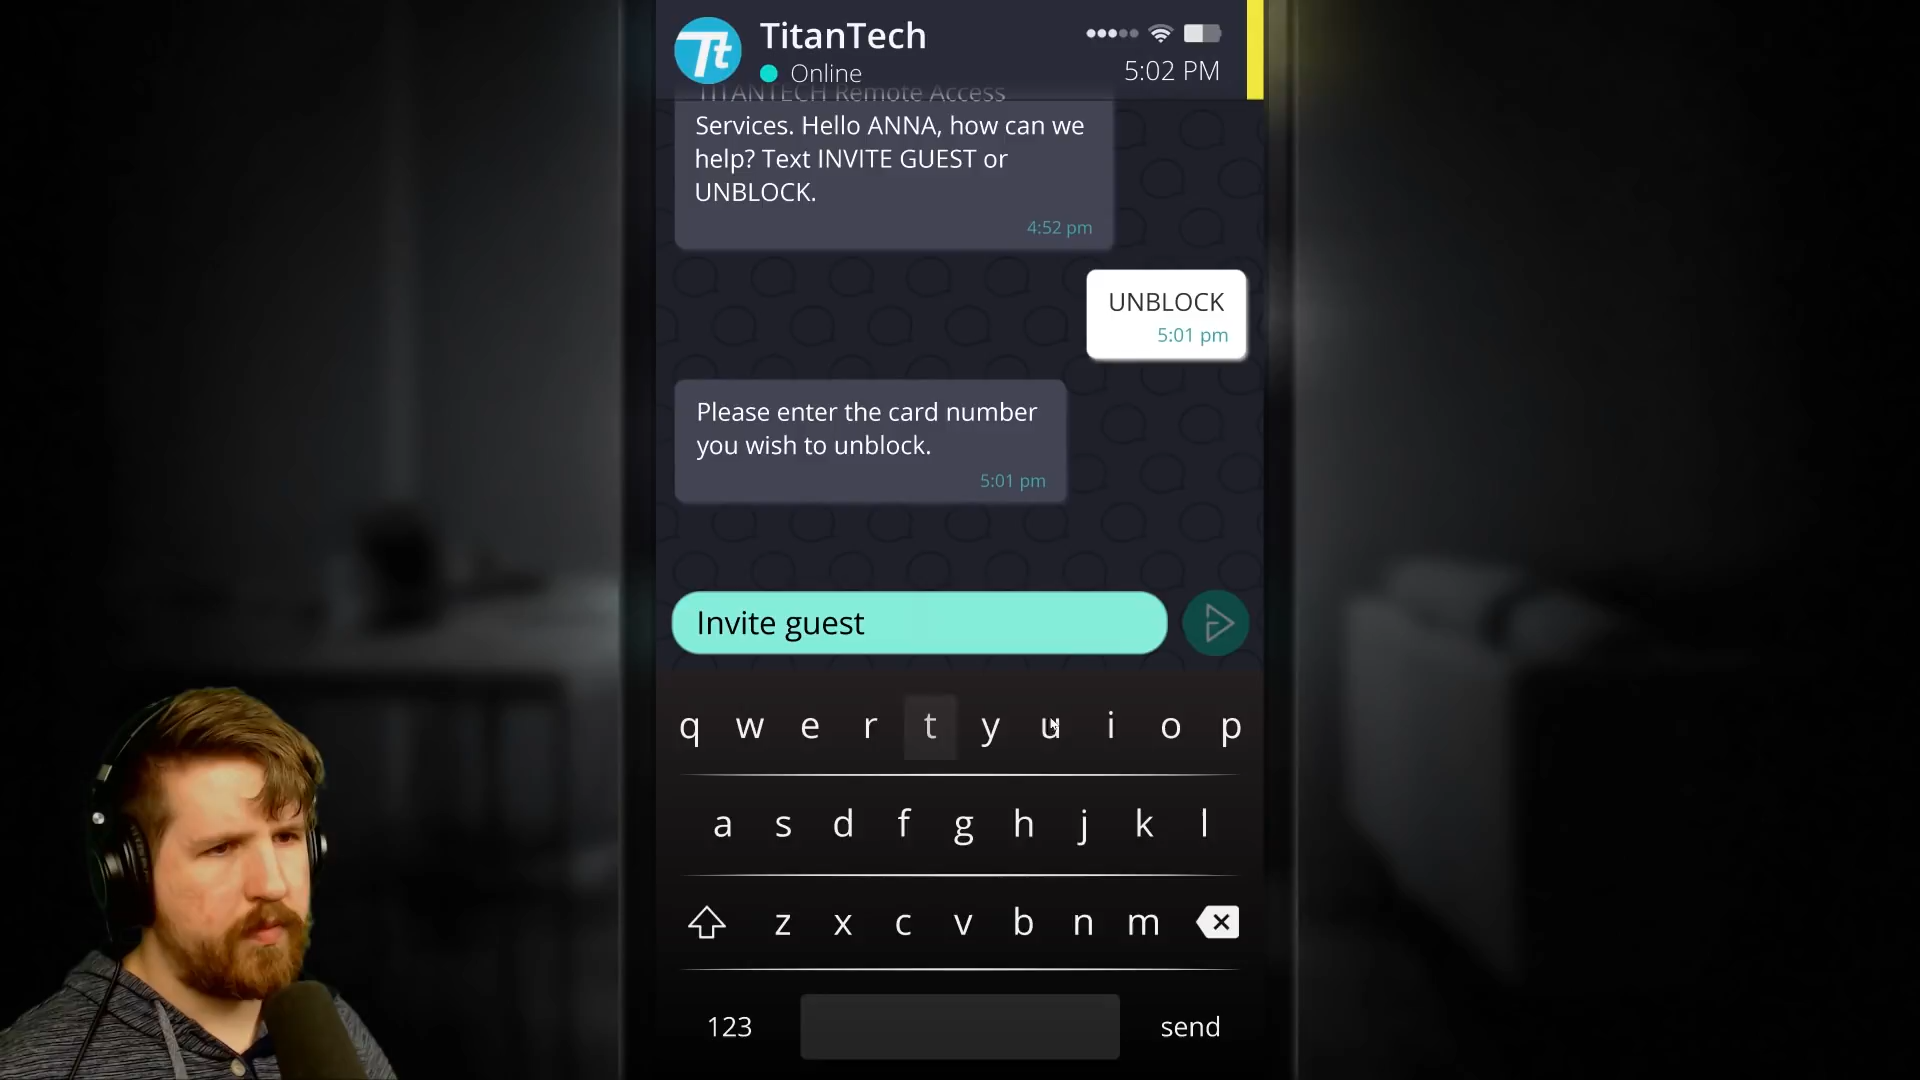 Tt
TitanTech
Online
5:02 PM
TITANTECH Remote Access
Services. Hello ANNA, how can we
help? Text INVITE GUEST or
UNBLOCK.
4:52 pm
UNBLOCK
5:01 pm
Please enter the card number
you wish to unblock.
5:01 pm
Invite guest
q w e r t y u i o p
a s d f g h j k l
z x c v b n m
123
send